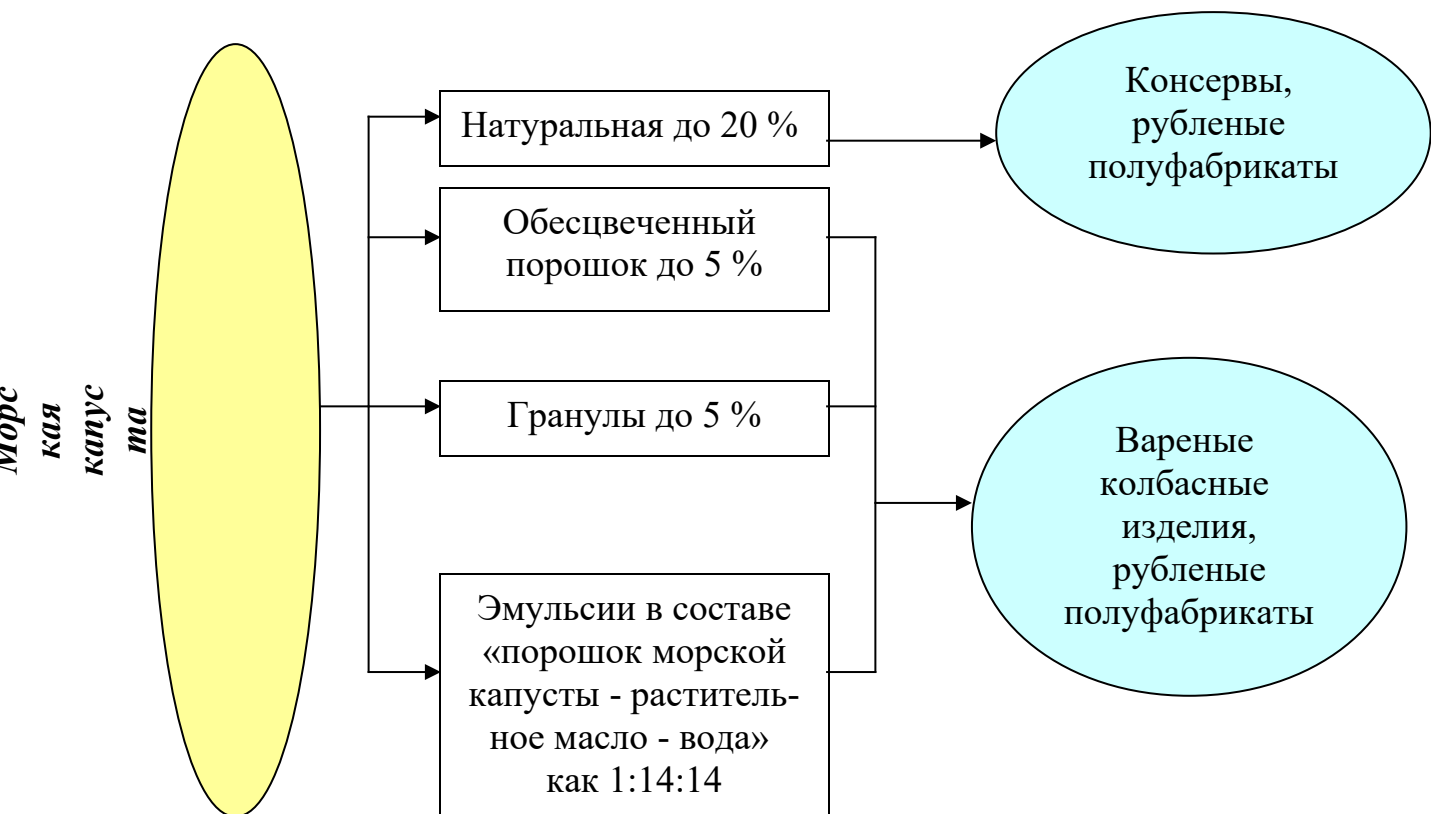 Морс
кая
капус
та
Натуральная до 20 %
Обесцвеченный
порошок до 5 %
Гранулы до 5 %
Эмульсии в составе
«порошок морской
капусты - раститель-
ное масло - вода»
как 1:14:14
Консервы,
рубленые
полуфабрикаты
Вареные
колбасные
изделия,
рубленые
полуфабрикаты